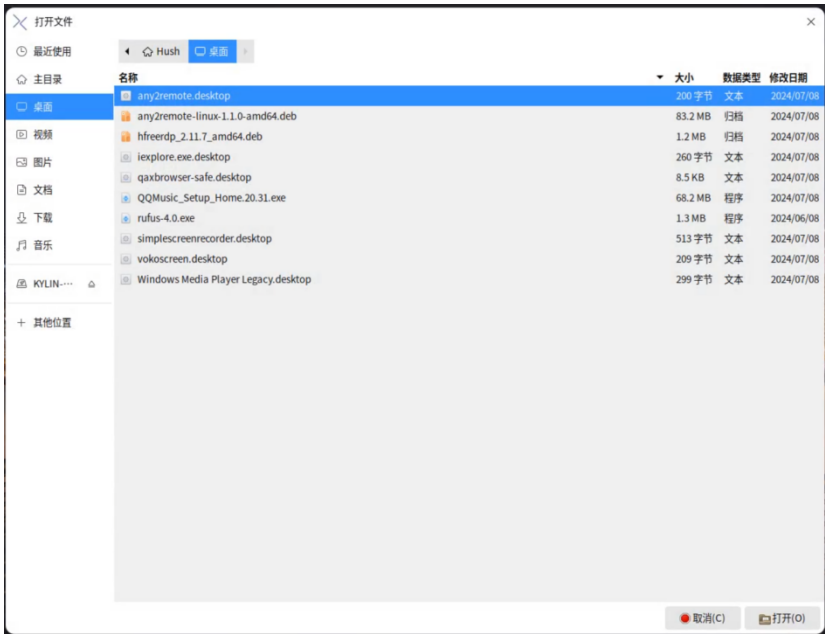 打开文件
最近使用
Hush 桌面
主目录
名称 大小 数据类型 修改日期
桌面
any2remote.desktop 200 字节 文本 2024/07/08
any2remote-linux-1.1.0-amd64.deb 83.2 MB 归档 2024/07/08
视频
hfreerdp_2.11.7_amd64.deb 1.2 MB 归档 2024/07/08
iexplore.exe.desktop 260 字节 文本 2024/07/08
图片
qaxbrowser-safe.desktop 8.5 KB 文本 2024/07/08
文档
QQMusic_Setup_Home.20.31.exe 68.2 MB 程序 2024/07/08
下载
rufus-4.0.exe 1.3 MB 程序 2024/06/08
音乐
simplescreenrecorder.desktop 513 字节 文本 2024/07/08
vokoscreen.desktop 209 字节 文本 2024/07/08
KYLIN-···
Windows Media Player Legacy.desktop 299 字节 文本 2024/07/08
其他位置
取消(C) 打开(O)